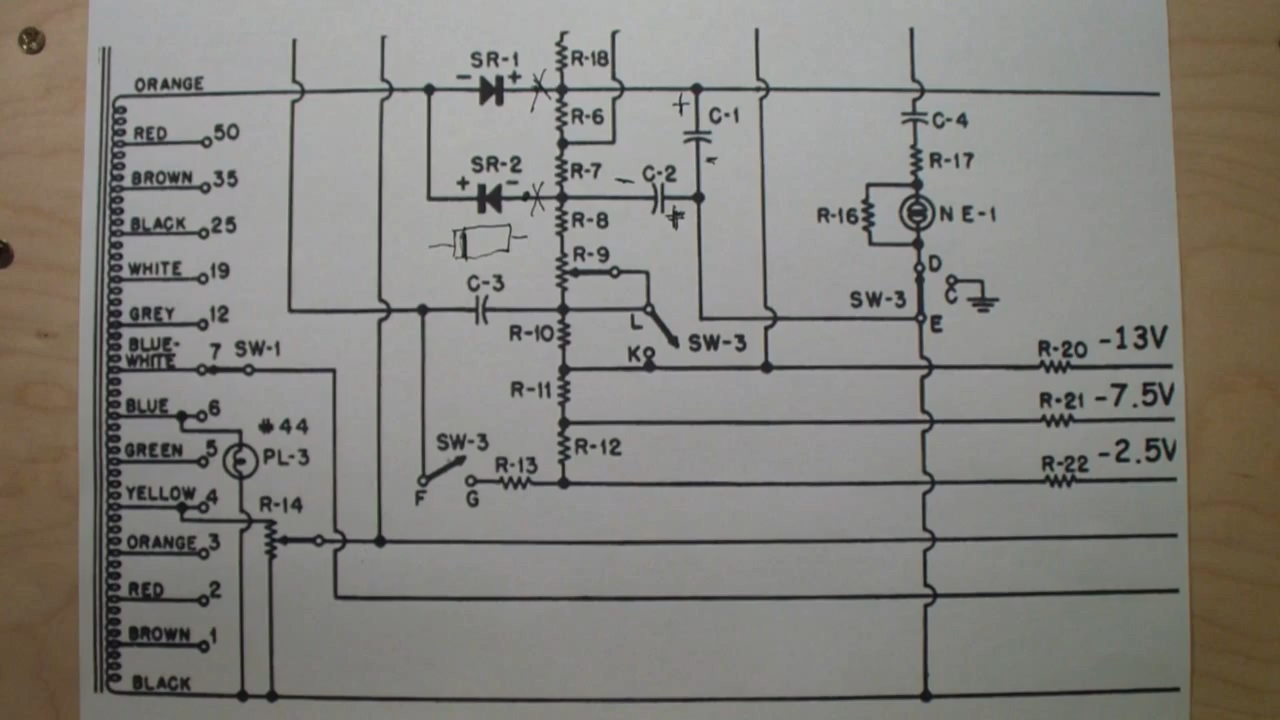 SR-1
R-18
ORANGE
- +
R-6
+
C-1
-
C-4
RED 50
R-17
SR-2
R-7
BROWN 35
+ -
- C-2
+
R-8
R-16
NE-1
BLACK 25
R-9
D
WHITE 19
C-3
SW-3
C
GREY 12
R-10
L
SW-3
E
BLUE-
WHITE 7 SW-1
K
R-20 -13V
R-11
R-21 -7.5V
BLUE 6
#44
SW-3
R-12
GREEN 5
PL-3
R-13
R-22 -2.5V
YELLOW 4
R-14
F
G
ORANGE 3
RED 2
BROWN 1
BLACK